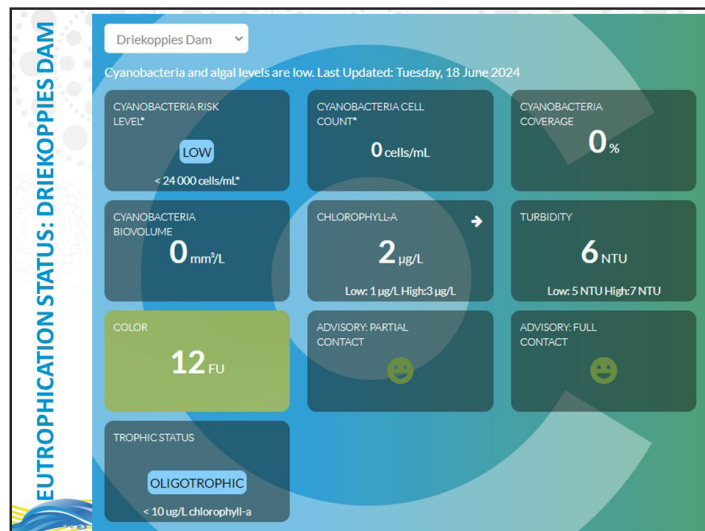 EUTROPHICATION STATUS: DRIEKOPPIES DAM
Driekoppies Dam
Cyanobacteria and algal levels are low. Last Updated: Tuesday, 18 June 2024
CYANOBACTERIA RISK
LEVEL*
LOW
< 24 000 cells/mL*
CYANOBACTERIA CELL
COUNT*
0 cells/mL
CYANOBACTERIA
COVERAGE
0 %
CYANOBACTERIA
BIOVOLUME
0 mm³/L
CHLOROPHYLL-A
2 µg/L
Low: 1 µg/L High:3 µg/L
TURBIDITY
6 NTU
Low: 5 NTU High:7 NTU
COLOR
12 FU
ADVISORY: PARTIAL
CONTACT
ADVISORY: FULL
CONTACT
TROPHIC STATUS
OLIGOTROPHIC
< 10 ug/L chlorophyll-a